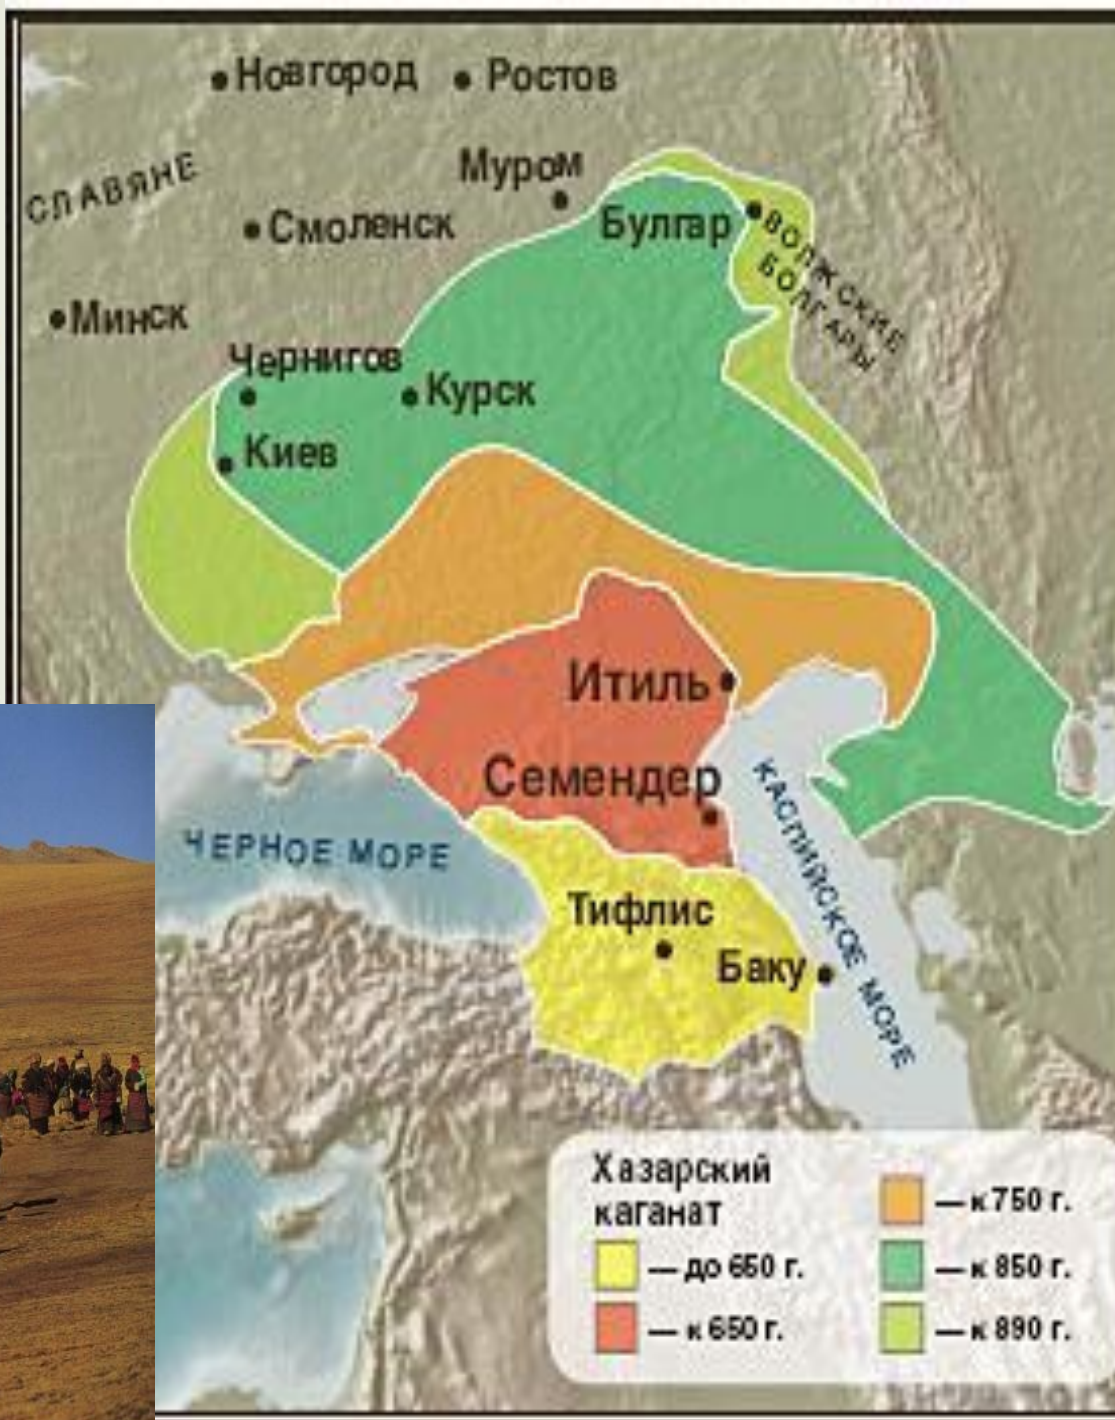 Новгород
Ростов
СЛАВЯНЕ
Муром
Смоленск
Булгар
ВОЛЖСКИЕ
БОЛГАРЫ
Минск
Чернигов
Курск
Киев
Итиль
Семендер
КАСПИЙСКОЕ МОРЕ
ЧЕРНОЕ МОРЕ
Тифлис
Баку
Хазарский
каганат
— до 650 г.
— к 650 г.
— к 750 г.
— к 850 г.
— к 890 г.